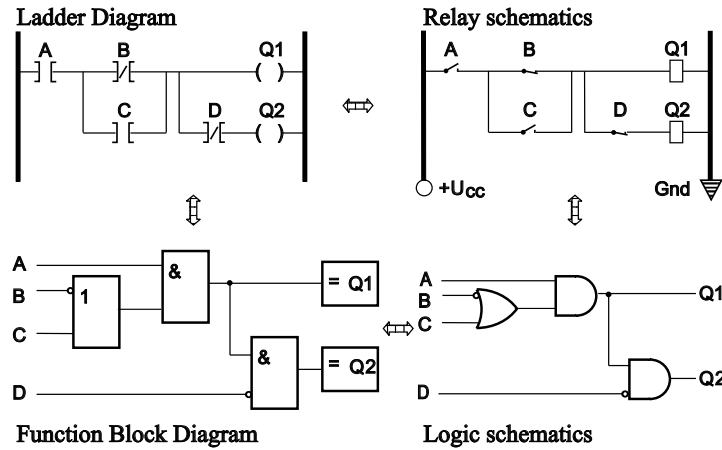 Ladder Diagram
A
B
Q1
C
D
Q2
Relay schematics
A
B
Q1
C
D
Q2
+Ucc
Gnd
A
B
C
D
1
&
&
= Q1
= Q2
Function Block Diagram
A
B
C
D
Q1
Q2
Logic schematics